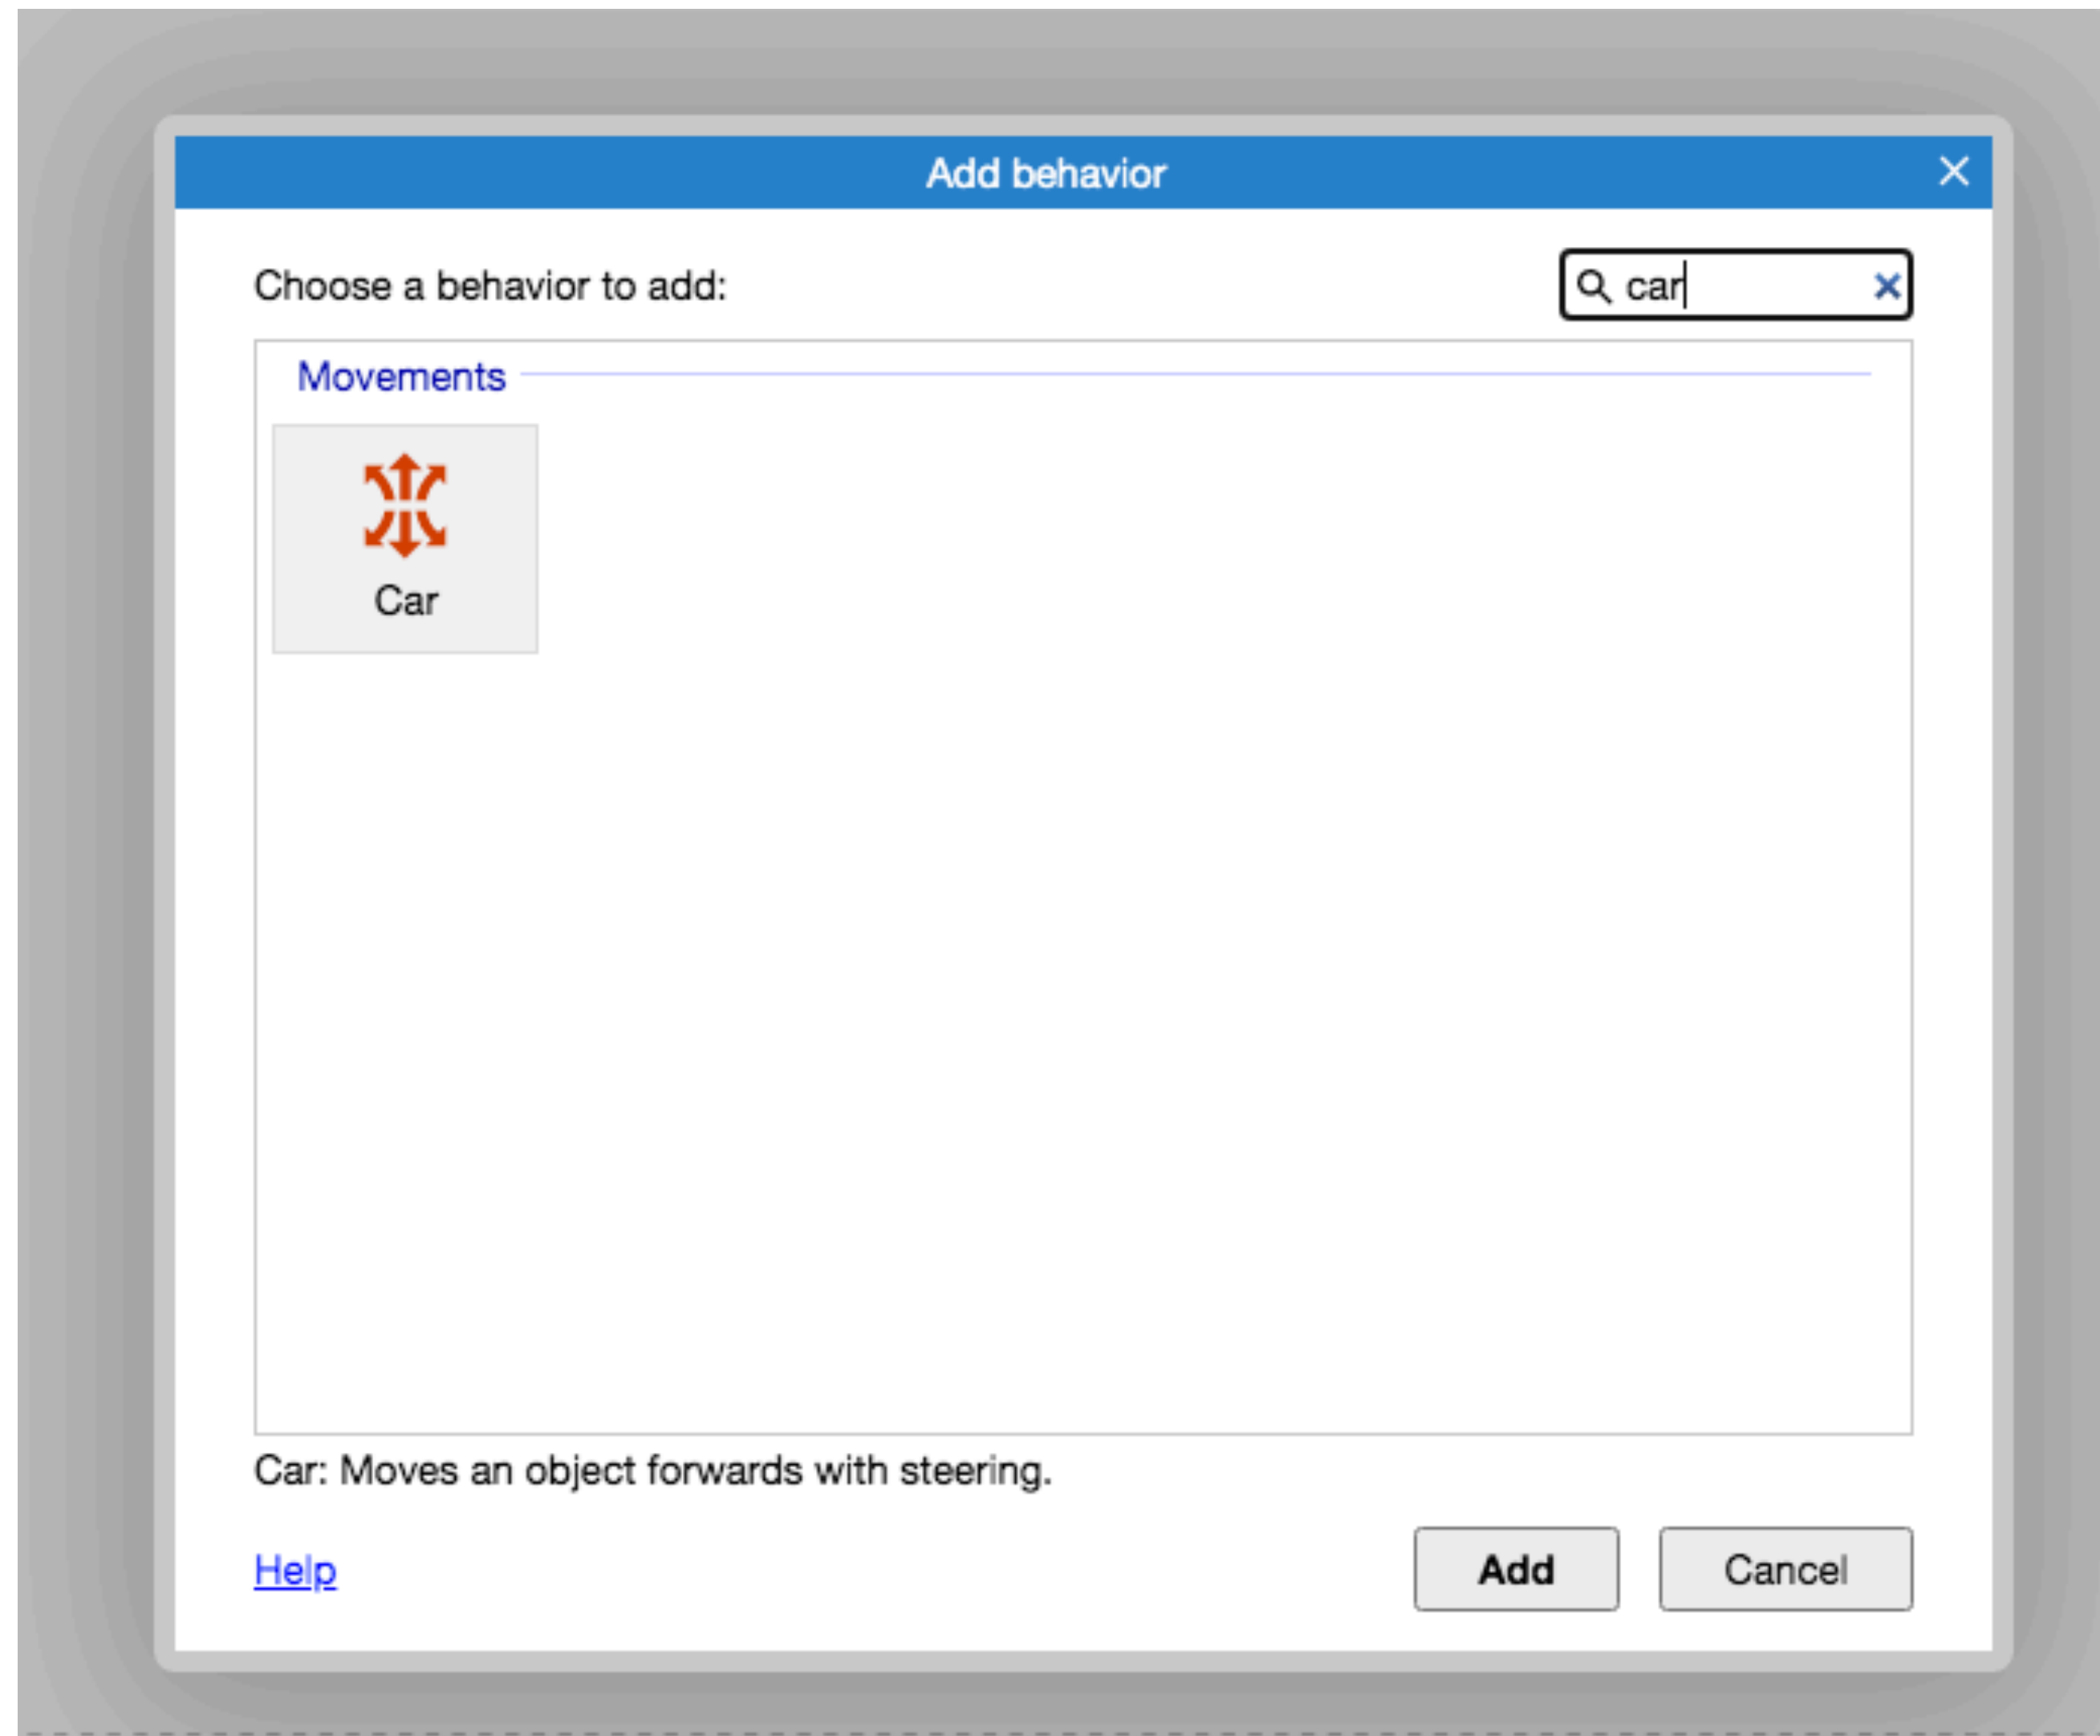 Add behavior
Choose a behavior to add:
car
Movements
Car
Car: Moves an object forwards with steering.
Help
Add
Cancel